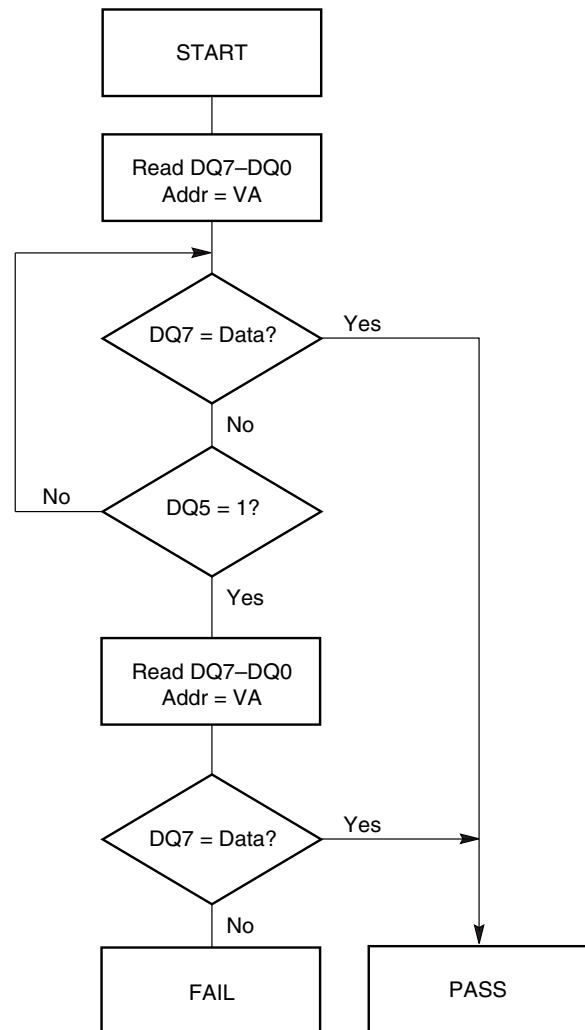 START
Read DQ7–DQ0
Addr = VA
DQ7 = Data?
Yes
No
No
DQ5 = 1?
Yes
Read DQ7–DQ0
Addr = VA
DQ7 = Data?
Yes
No
FAIL
PASS